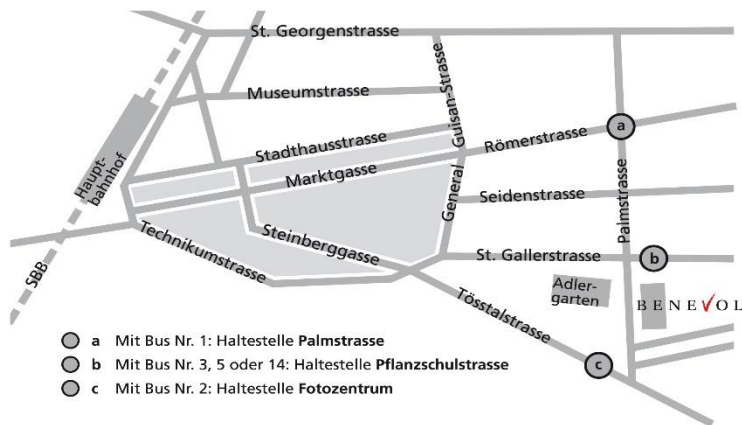 St. Georgenstrasse
Museumstrasse
General Guisan-Strasse
Stadthausstrasse
Römerstrasse
a
Haupt-
bahnhof
Marktgasse
Seidenstrasse
Palmstrasse
Technikumstrasse
Steinberggasse
St. Gallerstrasse
b
SBB
Tösstalstrasse
Adler-
garten
BENEVOL
a Mit Bus Nr. 1: Haltestelle Palmstrasse
b Mit Bus Nr. 3, 5 oder 14: Haltestelle Pflanzschulstrasse
c
c Mit Bus Nr. 2: Haltestelle Fotozentrum